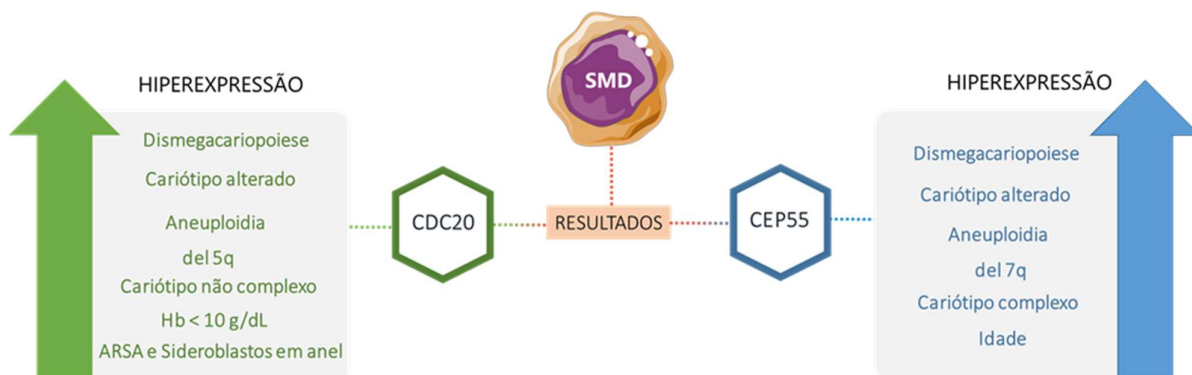 SMD
HIPEREXPRESSÃO
Dismegacariopoiese
Cariótipo alterado
Aneuploidia
del 5q
Cariótipo não complexo
Hb < 10 g/dL
ARSA e Sideroblastos em anel
CDC20
RESULTADOS
CEP55
HIPEREXPRESSÃO
Dismegacariopoiese
Cariótipo alterado
Aneuploidia
del 7q
Cariótipo complexo
Idade